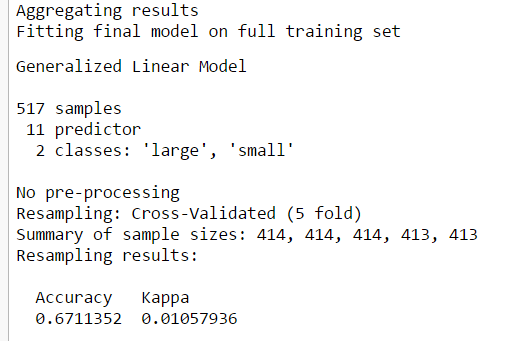 Aggregating results
Fitting final model on full training set
Generalized Linear Model
517 samples
11 predictor
2 classes: 'large', 'small'
No pre-processing
Resampling: Cross-Validated (5 fold)
Summary of sample sizes: 414, 414, 414, 413, 413
Resampling results:
Accuracy Kappa
0.6711352 0.01057936